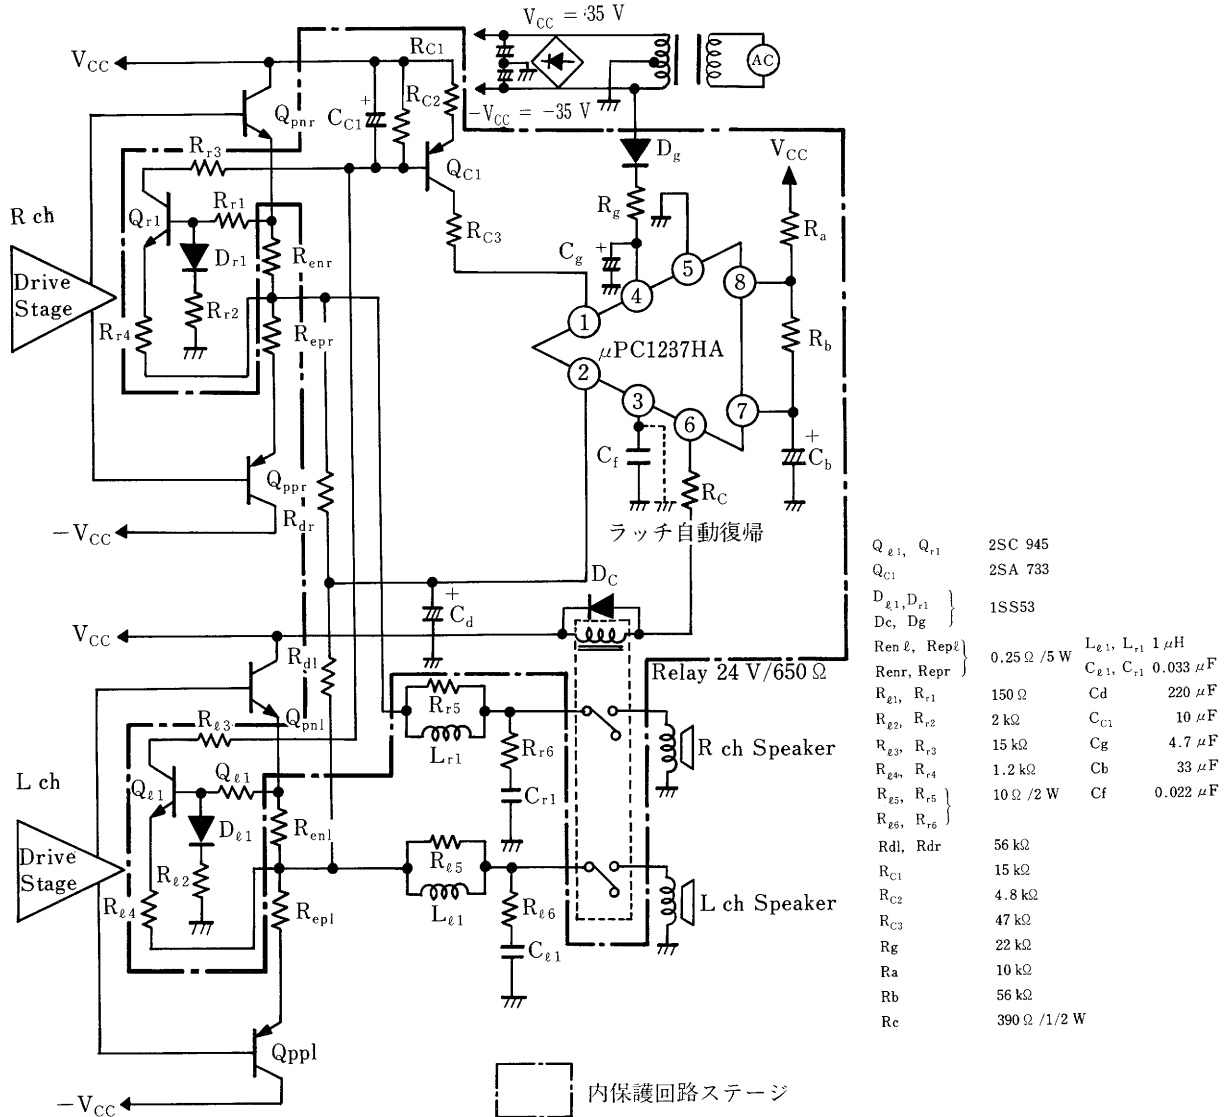 V_CC = 35 V
AC
−V_CC = −35 V
V_CC
R_C1
R_C2
C_C1
+
Q_pnr
R_r3
Q_C1
D_g
V_CC
R ch
Q_r1
R_r1
R_C3
R_g
R_a
C_g
+
5
8
4
Drive
Stage
D_r1
R_enr
R_r2
R_r4
R_epr
1
μPC1237HA
R_b
2
3
7
6
C_f
R_C
+
C_b
Q_ppr
R_dr
−V_CC
ラッチ自動復帰
+
C_d
D_C
V_CC
Relay 24 V/650 Ω
R_dl
Q_pnl
R_ℓ3
R_r5
L_r1
R_r6
C_r1
R ch Speaker
L ch
Q_ℓ1
Q_ℓ1
D_ℓ1
R_enl
Drive
Stage
R_ℓ2
R_ℓ4
R_epl
R_ℓ5
L_ℓ1
R_ℓ6
C_ℓ1
L ch Speaker
Qppl
−V_CC
内保護回路ステージ
Q_ℓ1, Q_r1 2SC 945
Q_C1 2SA 733
D_ℓ1, D_r1
Dc, Dg } 1SS53
Ren ℓ, Repℓ
Renr, Repr } 0.25 Ω /5 W
L_ℓ1, L_r1 1 μH
C_ℓ1, C_r1 0.033 μF
R_ℓ1, R_r1 150 Ω Cd 220 μF
R_ℓ2, R_r2 2 kΩ C_C1 10 μF
R_ℓ3, R_r3 15 kΩ Cg 4.7 μF
R_ℓ4, R_r4 1.2 kΩ Cb 33 μF
R_ℓ5, R_r5
R_ℓ6, R_r6 } 10 Ω /2 W Cf 0.022 μF
Rdl, Rdr 56 kΩ
R_C1 15 kΩ
R_C2 4.8 kΩ
R_C3 47 kΩ
Rg 22 kΩ
Ra 10 kΩ
Rb 56 kΩ
Rc 390 Ω /1/2 W